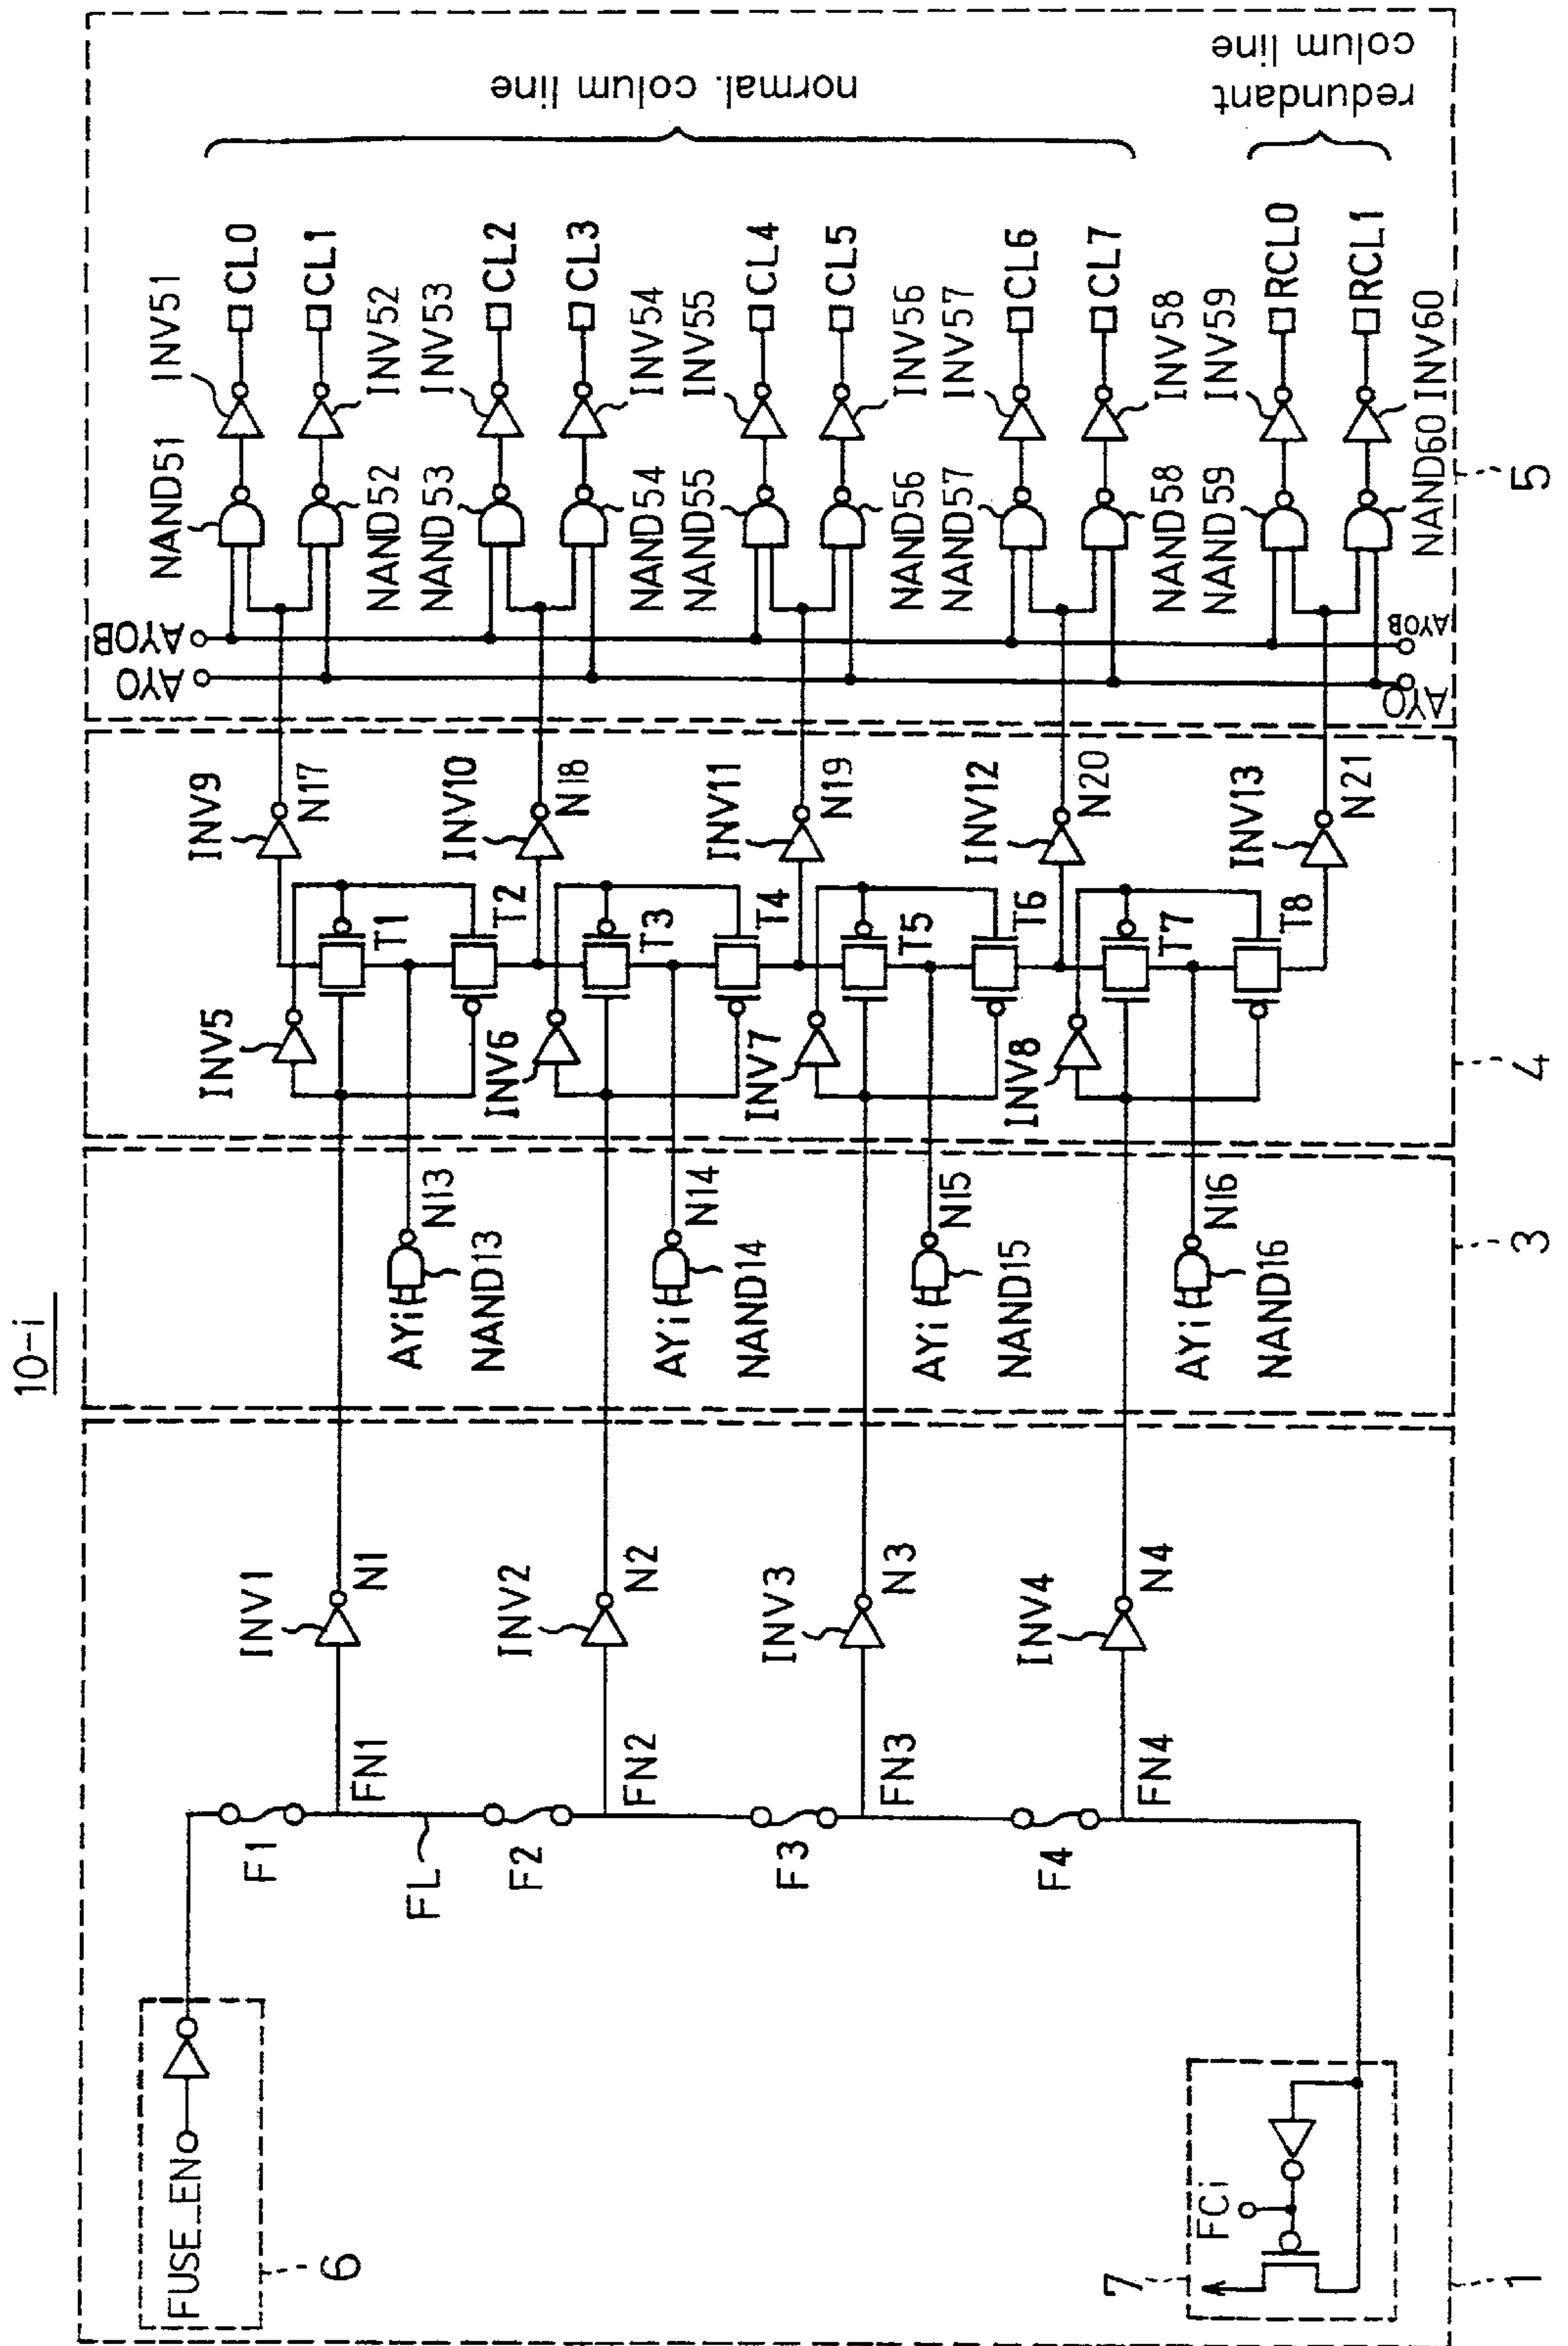 10-i
FUSE_EN
6
F1
FL
F2
F3
F4
FN1
FN2
FN3
FN4
INV1
N1
INV2
N2
INV3
N3
INV4
N4
FCi
7
1
AYi
N13
NAND13
AYi
N14
NAND14
AYi
N15
NAND15
AYi
N16
NAND16
3
INV5
T1
T2
INV9
N17
INV6
T3
T4
INV10
N18
INV7
T5
T6
INV11
N19
INV8
T7
T8
INV12
N20
INV13
N21
4
AY0B
AY0
AY0B
AY0
NAND51
INV51
CL0
NAND52
INV52
CL1
NAND53
INV53
CL2
NAND54
INV54
CL3
NAND55
INV55
CL4
NAND56
INV56
CL5
NAND57
INV57
CL6
NAND58
INV58
CL7
NAND59
INV59
RCL0
NAND60
INV60
RCL1
normal. colum line
redundant
colum line
5